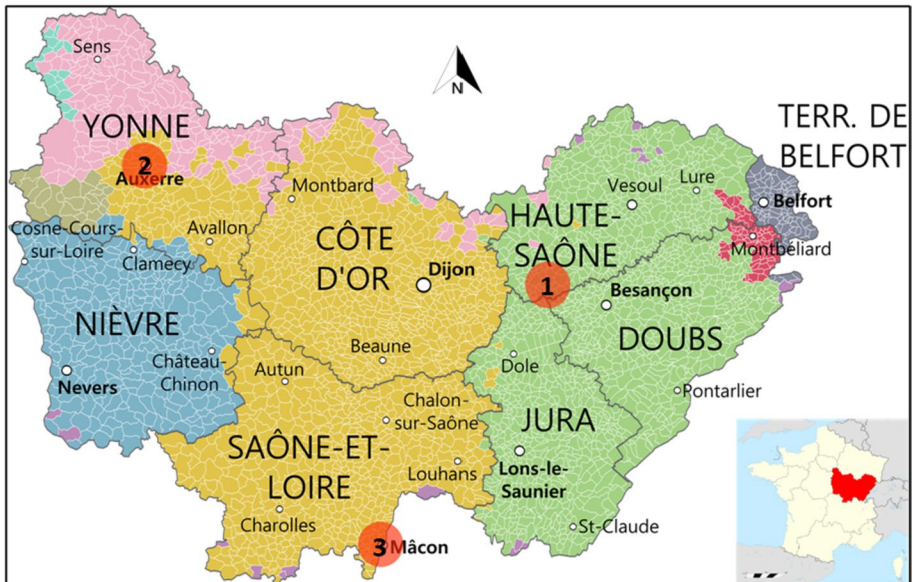 Sens
YONNE
2
Auxerre
Avallon
Cosne-Cours-
sur-Loire
Clamecy
NIÈVRE
Château-
Chinon
Nevers
N
Montbard
CÔTE
D'OR
Dijon
Beaune
Autun
Chalon-
sur-Saône
SAÔNE-ET-
LOIRE
Louhans
Charolles
3
Mâcon
TERR. DE
BELFORT
Vesoul
Lure
Belfort
HAUTE-
SAÔNE
Montbéliard
1
Besançon
DOUBS
Dole
Pontarlier
JURA
Lons-le-
Saunier
St-Claude